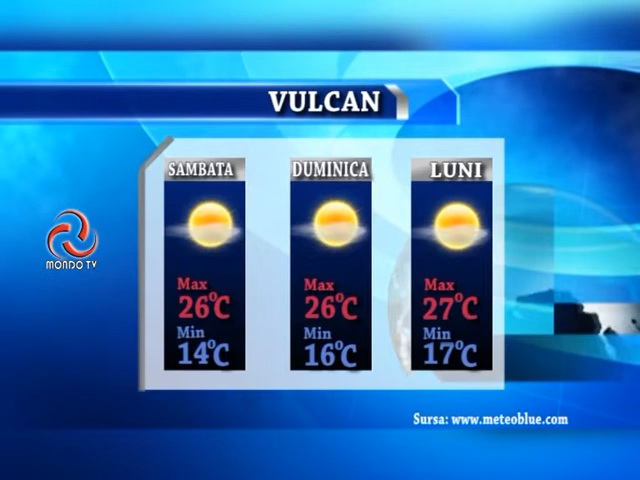 VULCAN
SAMBATA
DUMINICA
LUNI
Max
26°C
Min
14°C
Max
26°C
Min
16°C
Max
27°C
Min
17°C
MONDO TV
Sursa: www.meteoblue.com